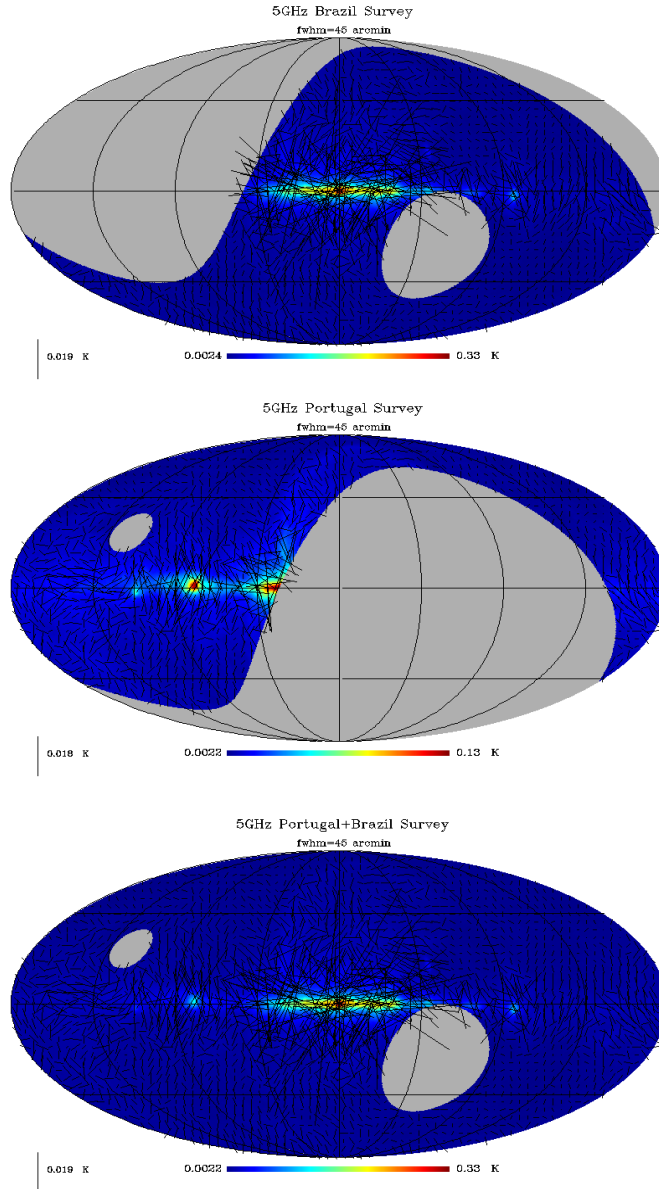 5GHz Brazil Survey
fwhm=45 arcmin
0.019 K
0.0024 0.33 K
5GHz Portugal Survey
fwhm=45 arcmin
0.018 K
0.0022 0.13 K
5GHz Portugal+Brazil Survey
fwhm=45 arcmin
0.019 K
0.0022 0.33 K